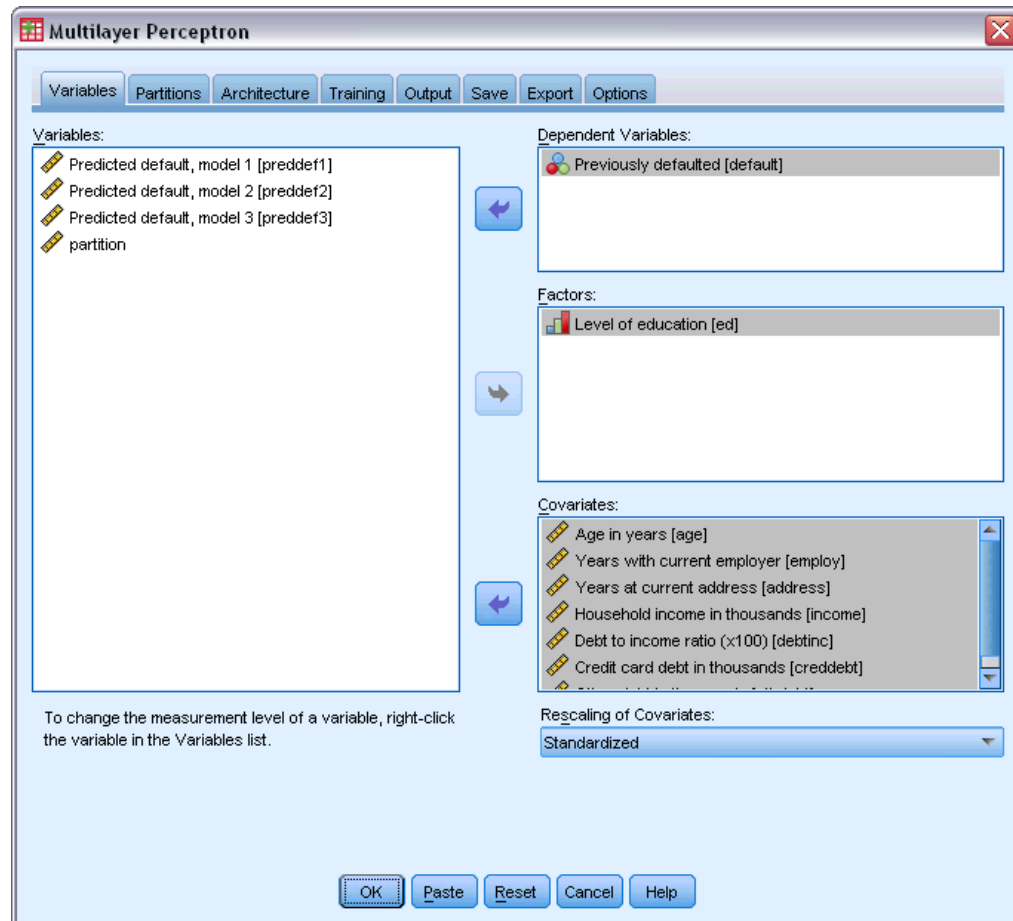 Multilayer Perceptron
Variables Partitions Architecture Training Output Save Export Options
Variables:
Predicted default, model 1 [preddef1]
Predicted default, model 2 [preddef2]
Predicted default, model 3 [preddef3]
partition
To change the measurement level of a variable, right-click
the variable in the Variables list.
Dependent Variables:
Previously defaulted [default]
Factors:
Level of education [ed]
Covariates:
Age in years [age]
Years with current employer [employ]
Years at current address [address]
Household income in thousands [income]
Debt to income ratio (x100) [debtinc]
Credit card debt in thousands [creddebt]
Rescaling of Covariates:
Standardized
OK Paste Reset Cancel Help